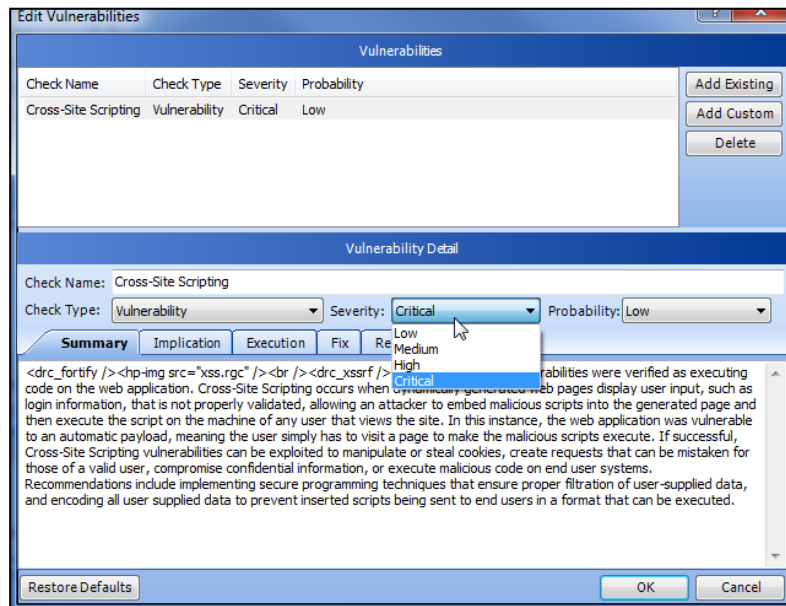 Edit Vulnerabilities
Vulnerabilities
Check Name Check Type Severity Probability
Cross-Site Scripting Vulnerability Critical Low
Add Existing
Add Custom
Delete
Vulnerability Detail
Check Name: Cross-Site Scripting
Check Type: Vulnerability Severity: Critical Probability: Low
Low
Medium
High
Critical
Summary Implication Execution Fix Re
<drc_fortify /><hp-img src="xss.rgc" /><br /><drc_xssrf /> rabilities were verified as executing
code on the web application. Cross-Site Scripting occurs when dynamically generated web pages display user input, such as
login information, that is not properly validated, allowing an attacker to embed malicious scripts into the generated page and
then execute the script on the machine of any user that views the site. In this instance, the web application was vulnerable
to an automatic payload, meaning the user simply has to visit a page to make the malicious scripts execute. If successful,
Cross-Site Scripting vulnerabilities can be exploited to manipulate or steal cookies, create requests that can be mistaken for
those of a valid user, compromise confidential information, or execute malicious code on end user systems.
Recommendations include implementing secure programming techniques that ensure proper filtration of user-supplied data,
and encoding all user supplied data to prevent inserted scripts being sent to end users in a format that can be executed.
Restore Defaults OK Cancel